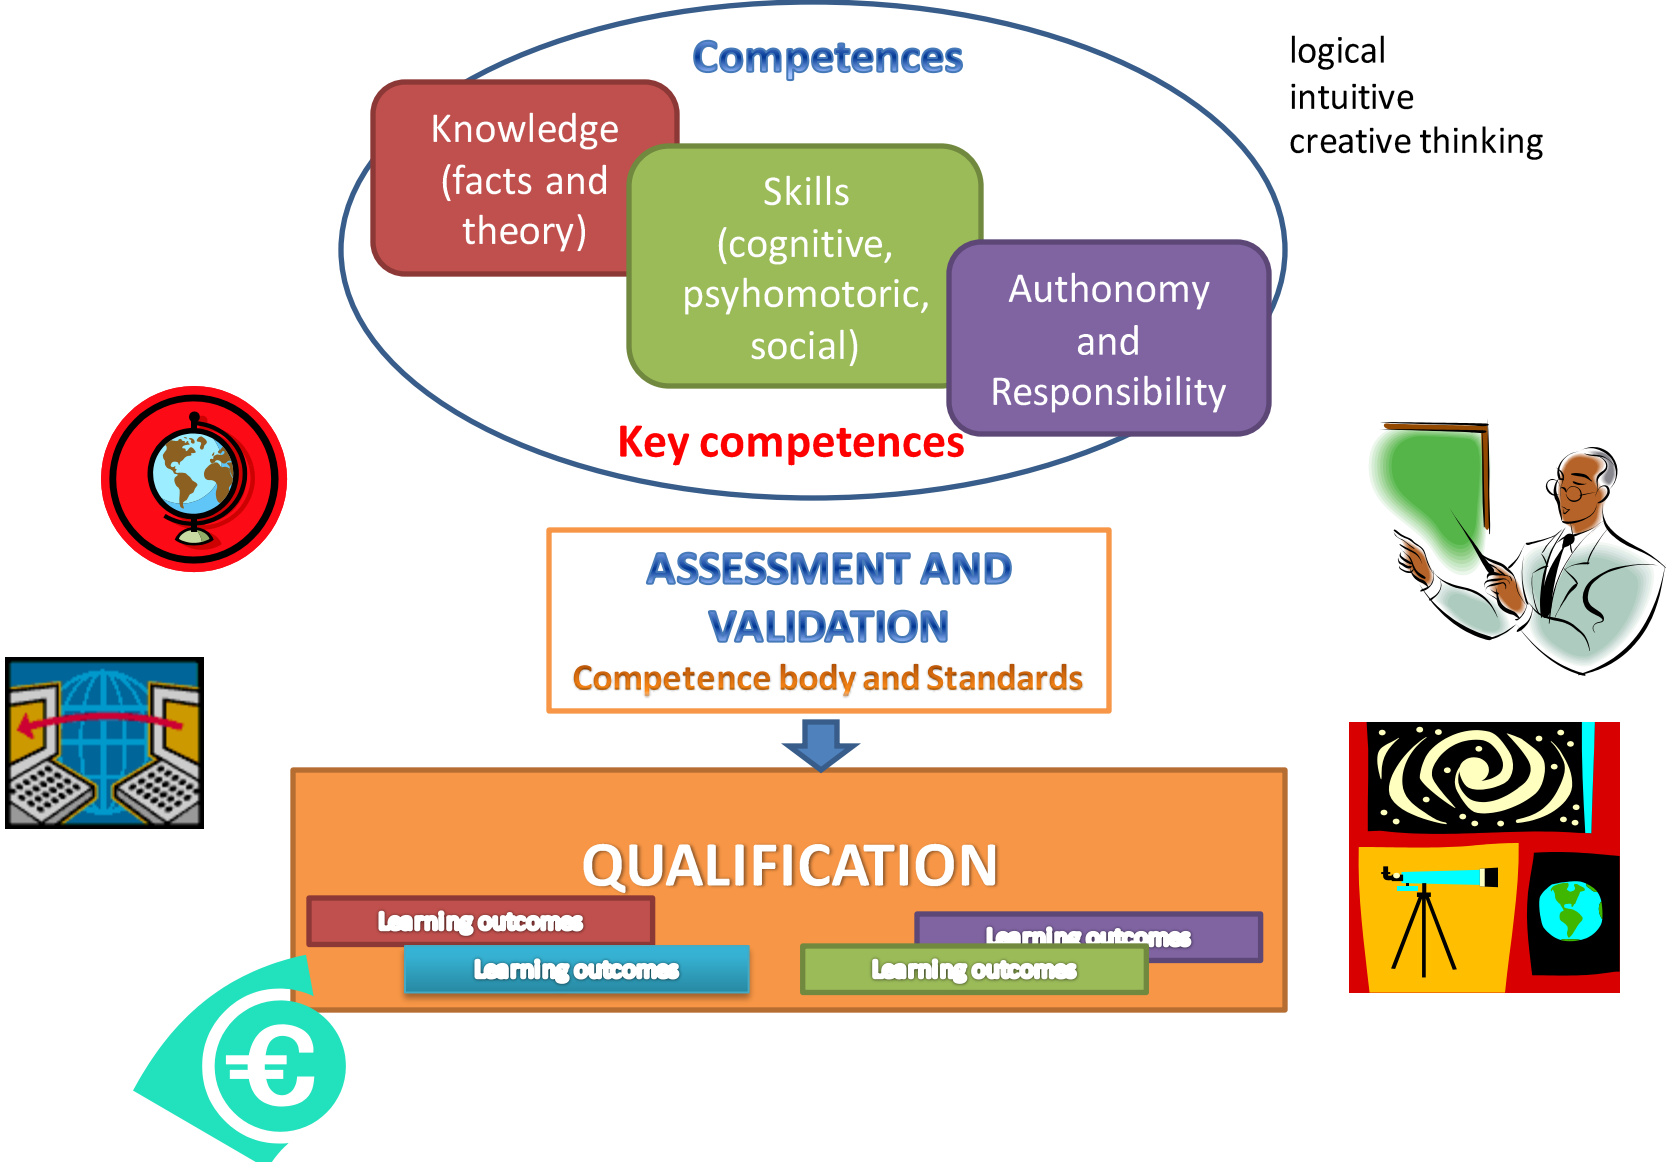 Competences
logical
intuitive
creative thinking
Knowledge
(facts and
theory)
Skills
(cognitive,
psyhomotoric,
social)
Authonomy
and
Responsibility
Key competences
ASSESSMENT AND
VALIDATION
Competence body and Standards
QUALIFICATION
Learning outcomes
Learning outcomes
Learning outcomes
Learning outcomes
€